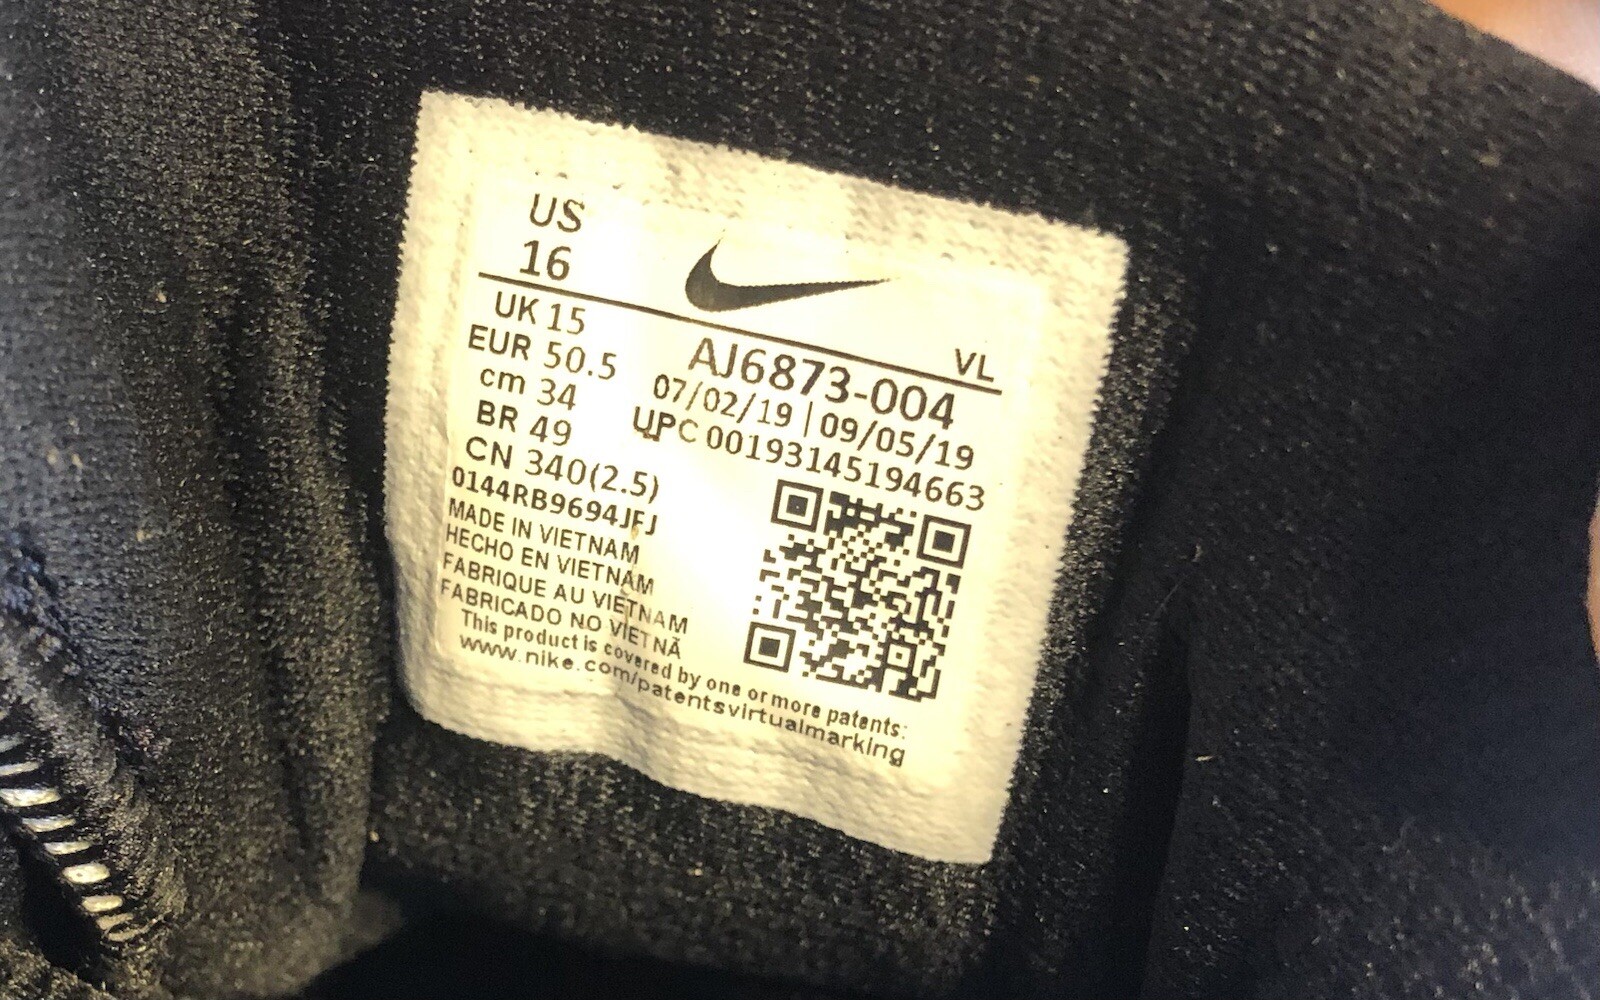 US
16
UK 15
EUR 50.5
cm 34
BR 49
CN 340(2.5)
0144RB9694JFJ
MADE IN VIETNAM
HECHO EN VIETNAM
FABRIQUE AU VIETNAM
FABRICADO NO VIETNÃ
VL
AJ6873-004
07/02/19 | 09/05/19
UPC 00193145194663
This product is covered by one or more patents:
www.nike.com/patentsvirtualmarking